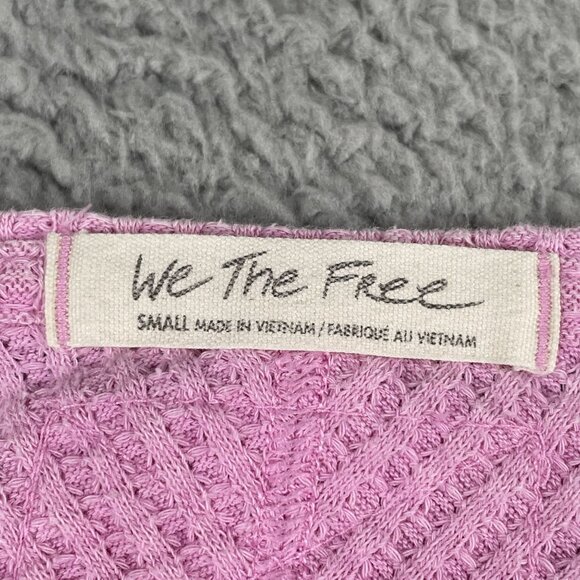 We The Free
SMALL MADE IN VIETNAM / FABRIQUÉ AU VIETNAM